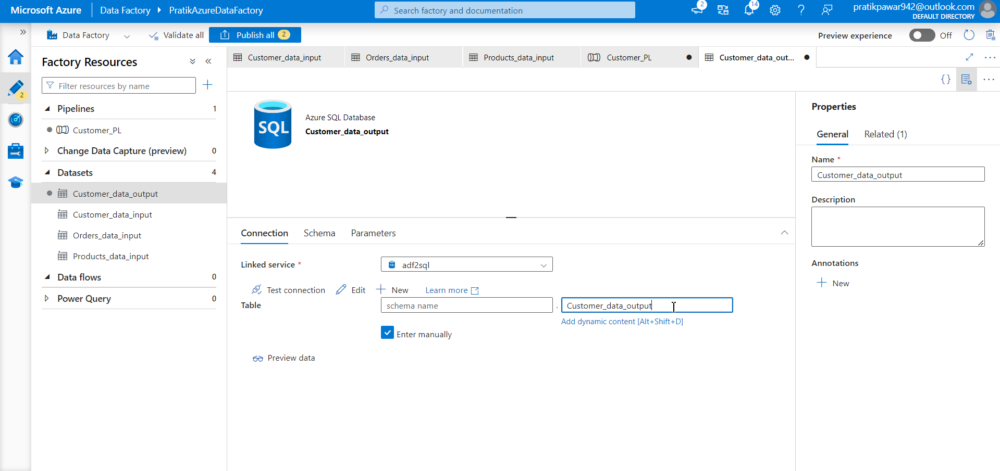 Microsoft Azure
Data Factory
PratikAzureDataFactory
Search factory and documentation
2
14
pratikpawar942@outlook.com
DEFAULT DIRECTORY
Data Factory
Validate all
Publish all 2
Preview experience
Off
Factory Resources
Filter resources by name
2
Pipelines 1
Customer_PL
Change Data Capture (preview) 0
Datasets 4
Customer_data_output
Customer_data_input
Orders_data_input
Products_data_input
Data flows 0
Power Query 0
Customer_data_input
Orders_data_input
Products_data_input
Customer_PL
Customer_data_out...
{}
SQL
Azure SQL Database
Customer_data_output
Connection
Schema
Parameters
Linked service *
SQL
adf2sql
Test connection
Edit
New
Learn more
Table
schema name
.
Customer_data_output
Add dynamic content [Alt+Shift+D]
Enter manually
Preview data
Properties
General
Related (1)
Name *
Customer_data_output
Description
Annotations
New